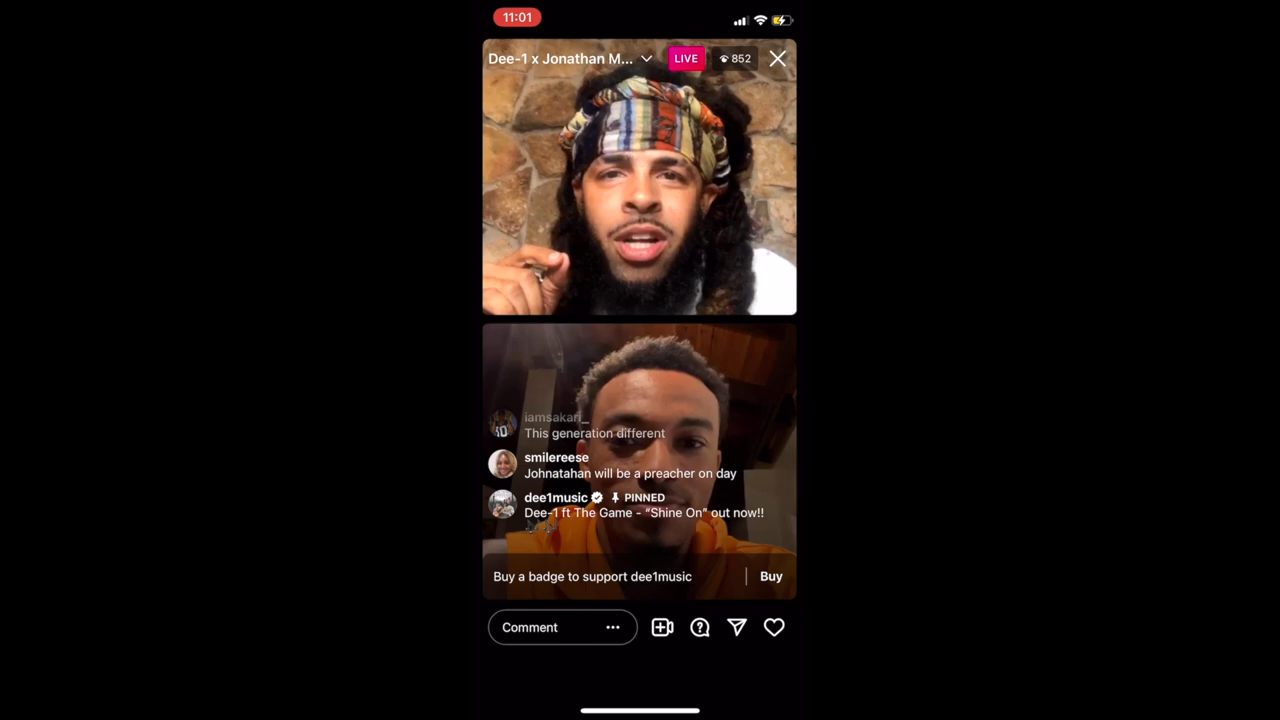 11:01
Dee-1 x Jonathan M...
LIVE
852
iamsakari_
This generation different
smilereese
Johnatahan will be a preacher on day
dee1music PINNED
Dee-1 ft The Game - “Shine On” out now!!
Buy a badge to support dee1music
Buy
Comment